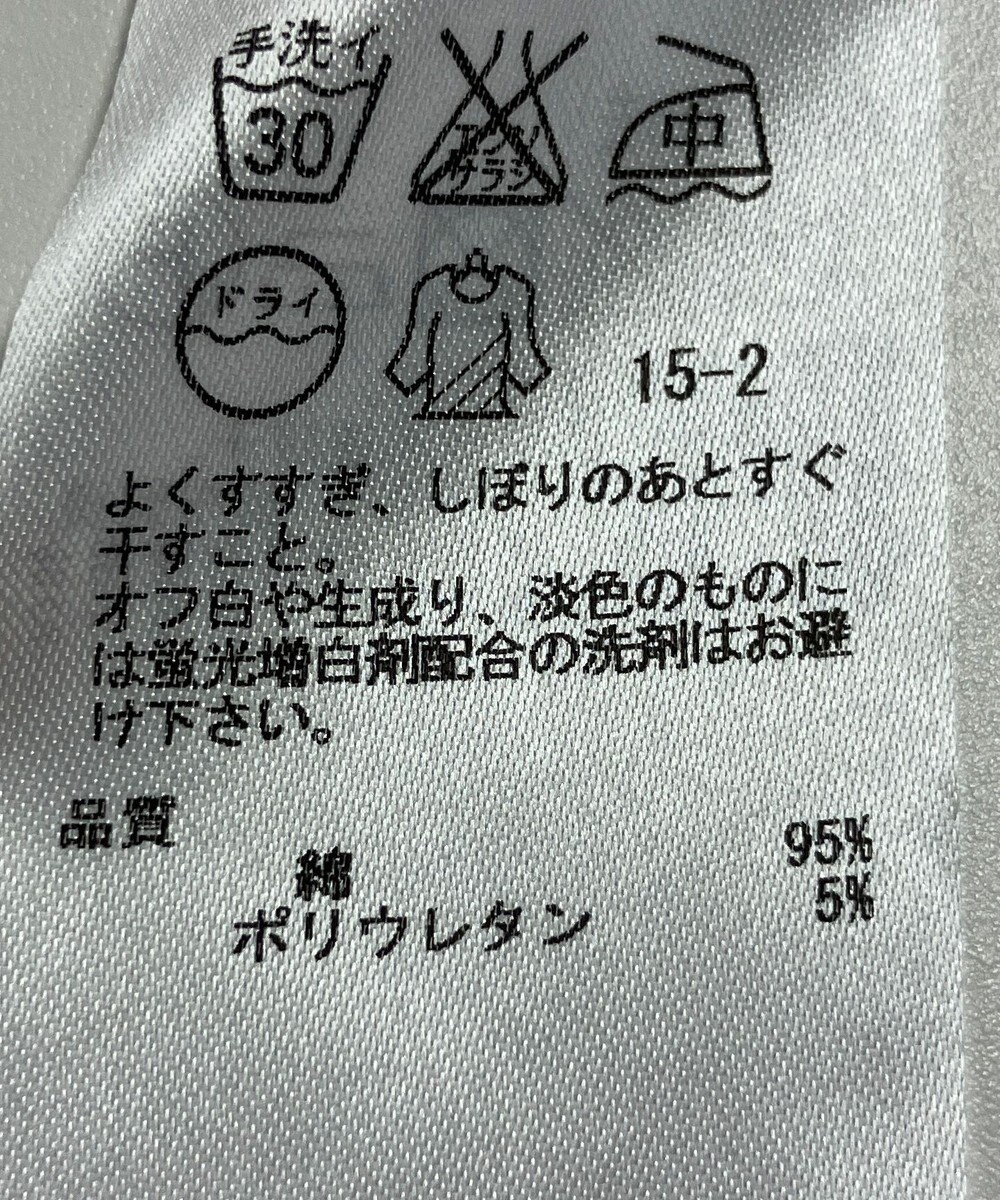 手洗イ
30
エンソ
サラシ
中
ドライ
15-2
よくすすぎ、しぼりのあとすぐ
干すこと。
オフ白や生成り、淡色のものに
は蛍光増白剤配合の洗剤はお避
け下さい。
品質
綿 95%
ポリウレタン 5%